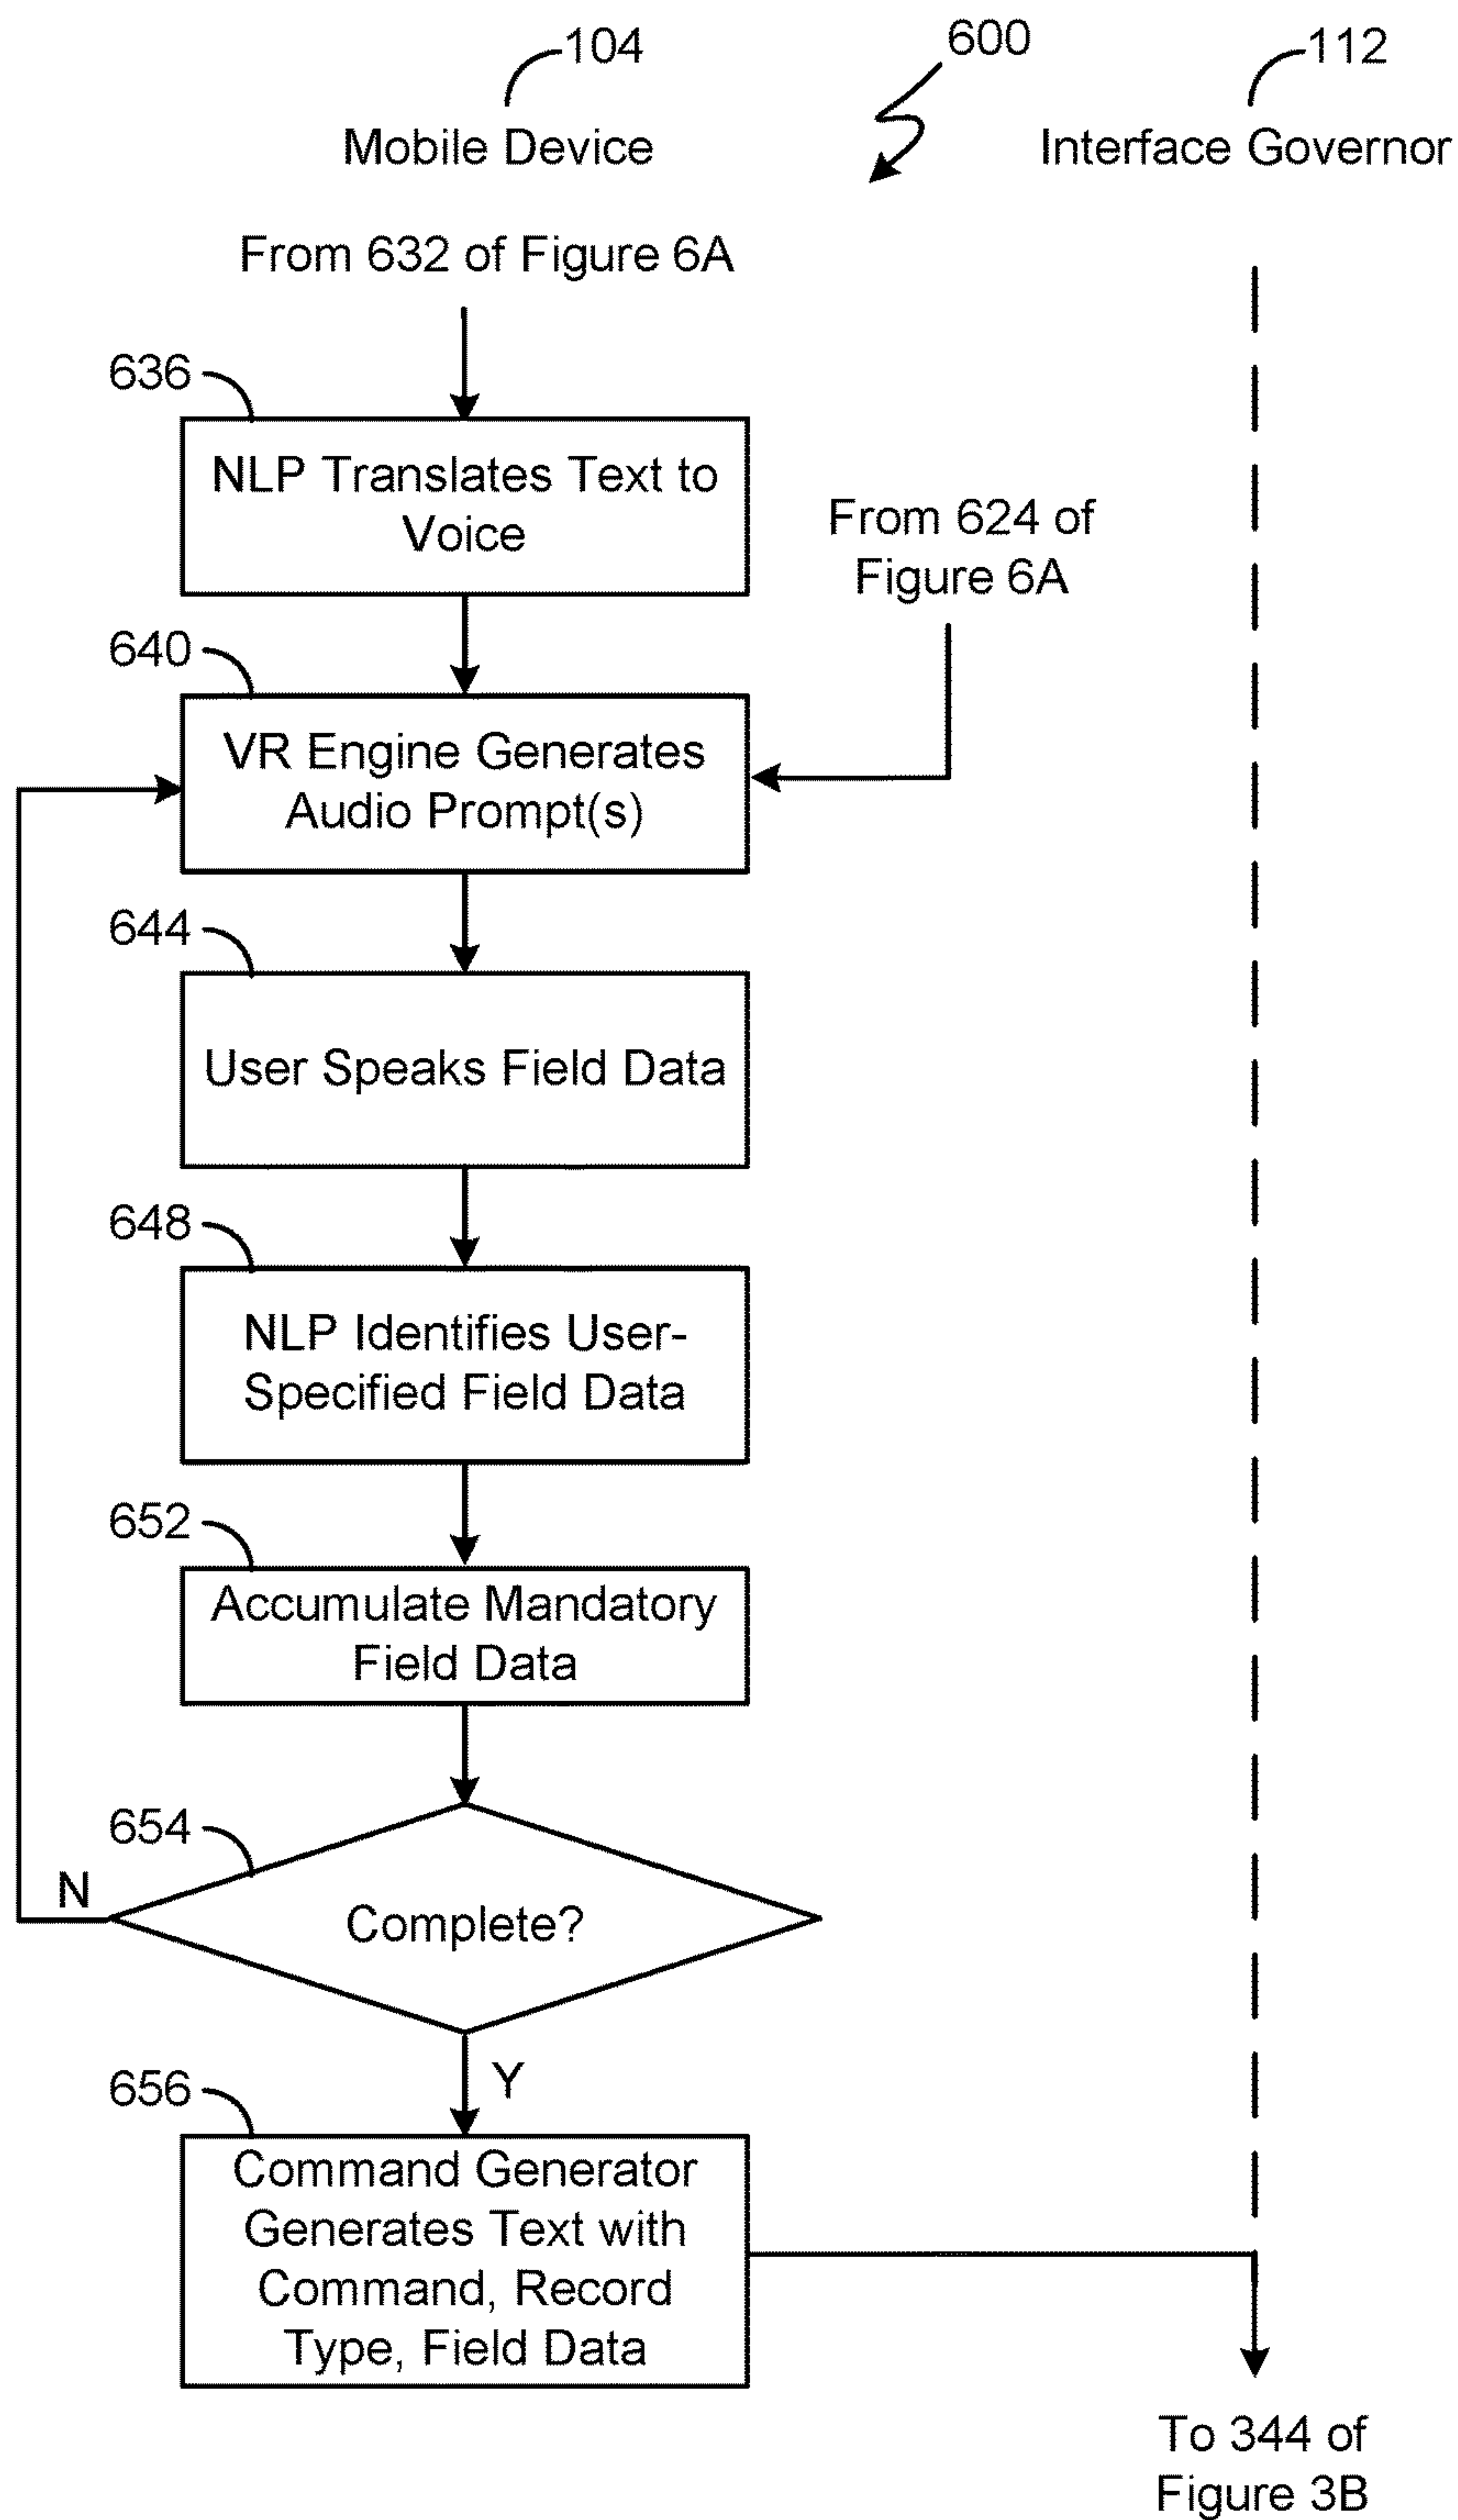 104
600
112
Mobile Device
Interface Governor
From 632 of Figure 6A
636
NLP Translates Text to
Voice
From 624 of
Figure 6A
640
VR Engine Generates
Audio Prompt(s)
644
User Speaks Field Data
648
NLP Identifies User-
Specified Field Data
652
Accumulate Mandatory
Field Data
654
N
Complete?
Y
656
Command Generator
Generates Text with
Command, Record
Type, Field Data
To 344 of
Figure 3B